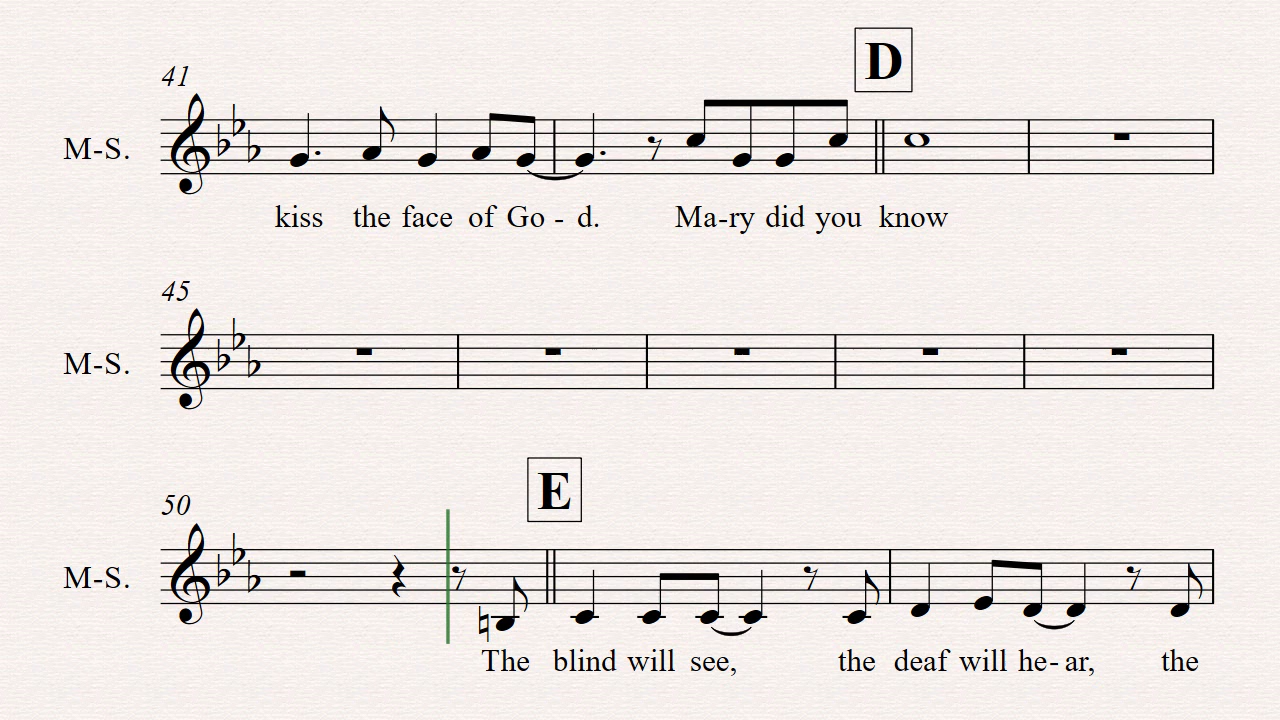 D
41
M-S.
kiss the face of Go - d. Ma-ry did you know
45
M-S.
E
50
M-S.
The blind will see, the deaf will he- ar, the